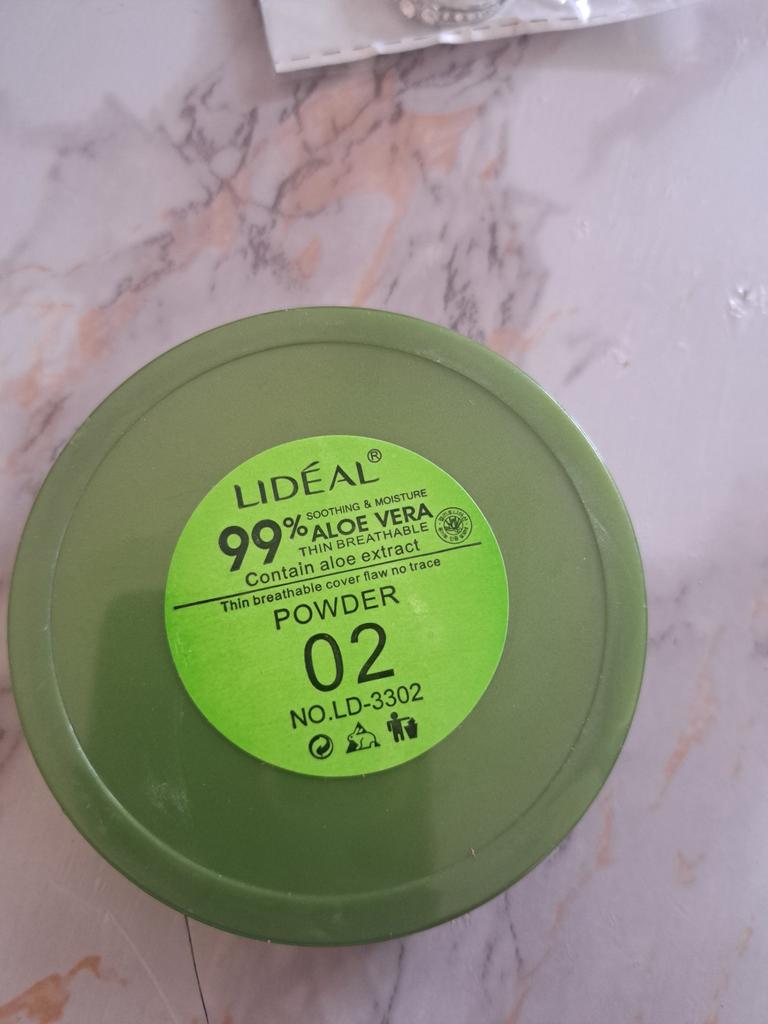 LIDÉAL®
99% SOOTHING & MOISTURE
ALOE VERA
THIN BREATHABLE
Contain aloe extract
Thin breathable cover flaw no trace
POWDER
02
NO.LD-3302